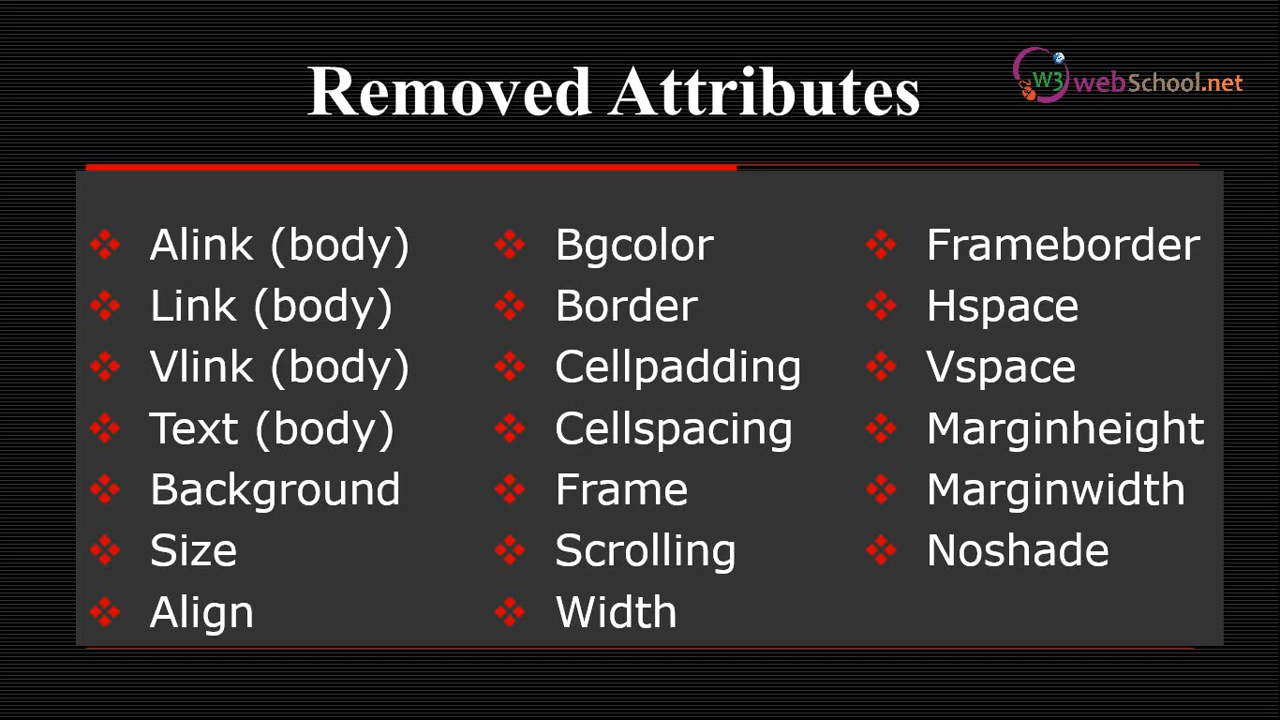 Removed Attributes
W3webSchool.net
Alink (body)
Link (body)
Vlink (body)
Text (body)
Background
Size
Align
Bgcolor
Border
Cellpadding
Cellspacing
Frame
Scrolling
Width
Frameborder
Hspace
Vspace
Marginheight
Marginwidth
Noshade